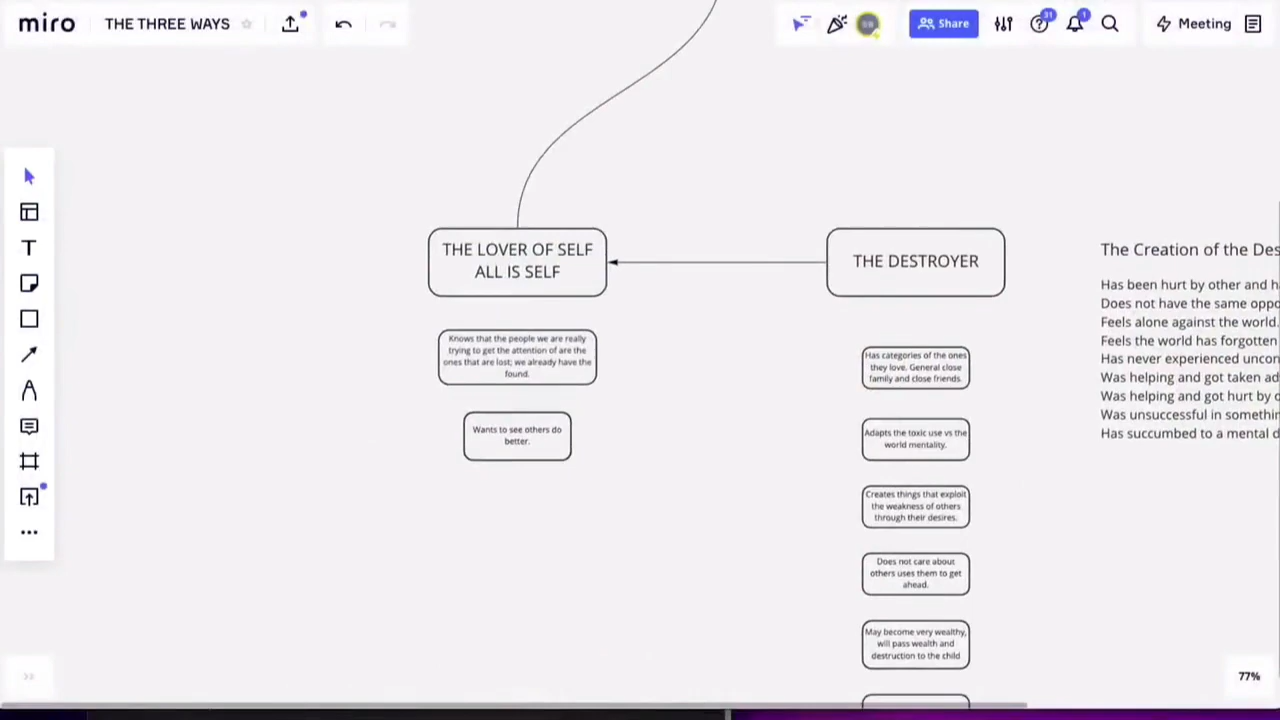 miro
THE THREE WAYS
31
1
Share
Meeting
THE LOVER OF SELF
ALL IS SELF
Knows that the people we are really
trying to get the attention of are the
ones that are lost; we already have the
found.
Wants to see others do
better.
THE DESTROYER
Has categories of the ones
they love. General close
family and close friends.
Adapts the toxic use vs the
world mentality.
Creates things that exploit
the weakness of others
through their desires.
Does not care about
others uses them to get
ahead.
May become very wealthy,
will pass wealth and
destruction to the child
The Creation of the Des
Has been hurt by other and h
Does not have the same oppo
Feels alone against the world.
Feels the world has forgotten
Has never experienced uncon
Was helping and got taken ad
Was helping and got hurt by o
Was unsuccessful in somethin
Has succumbed to a mental d
77%